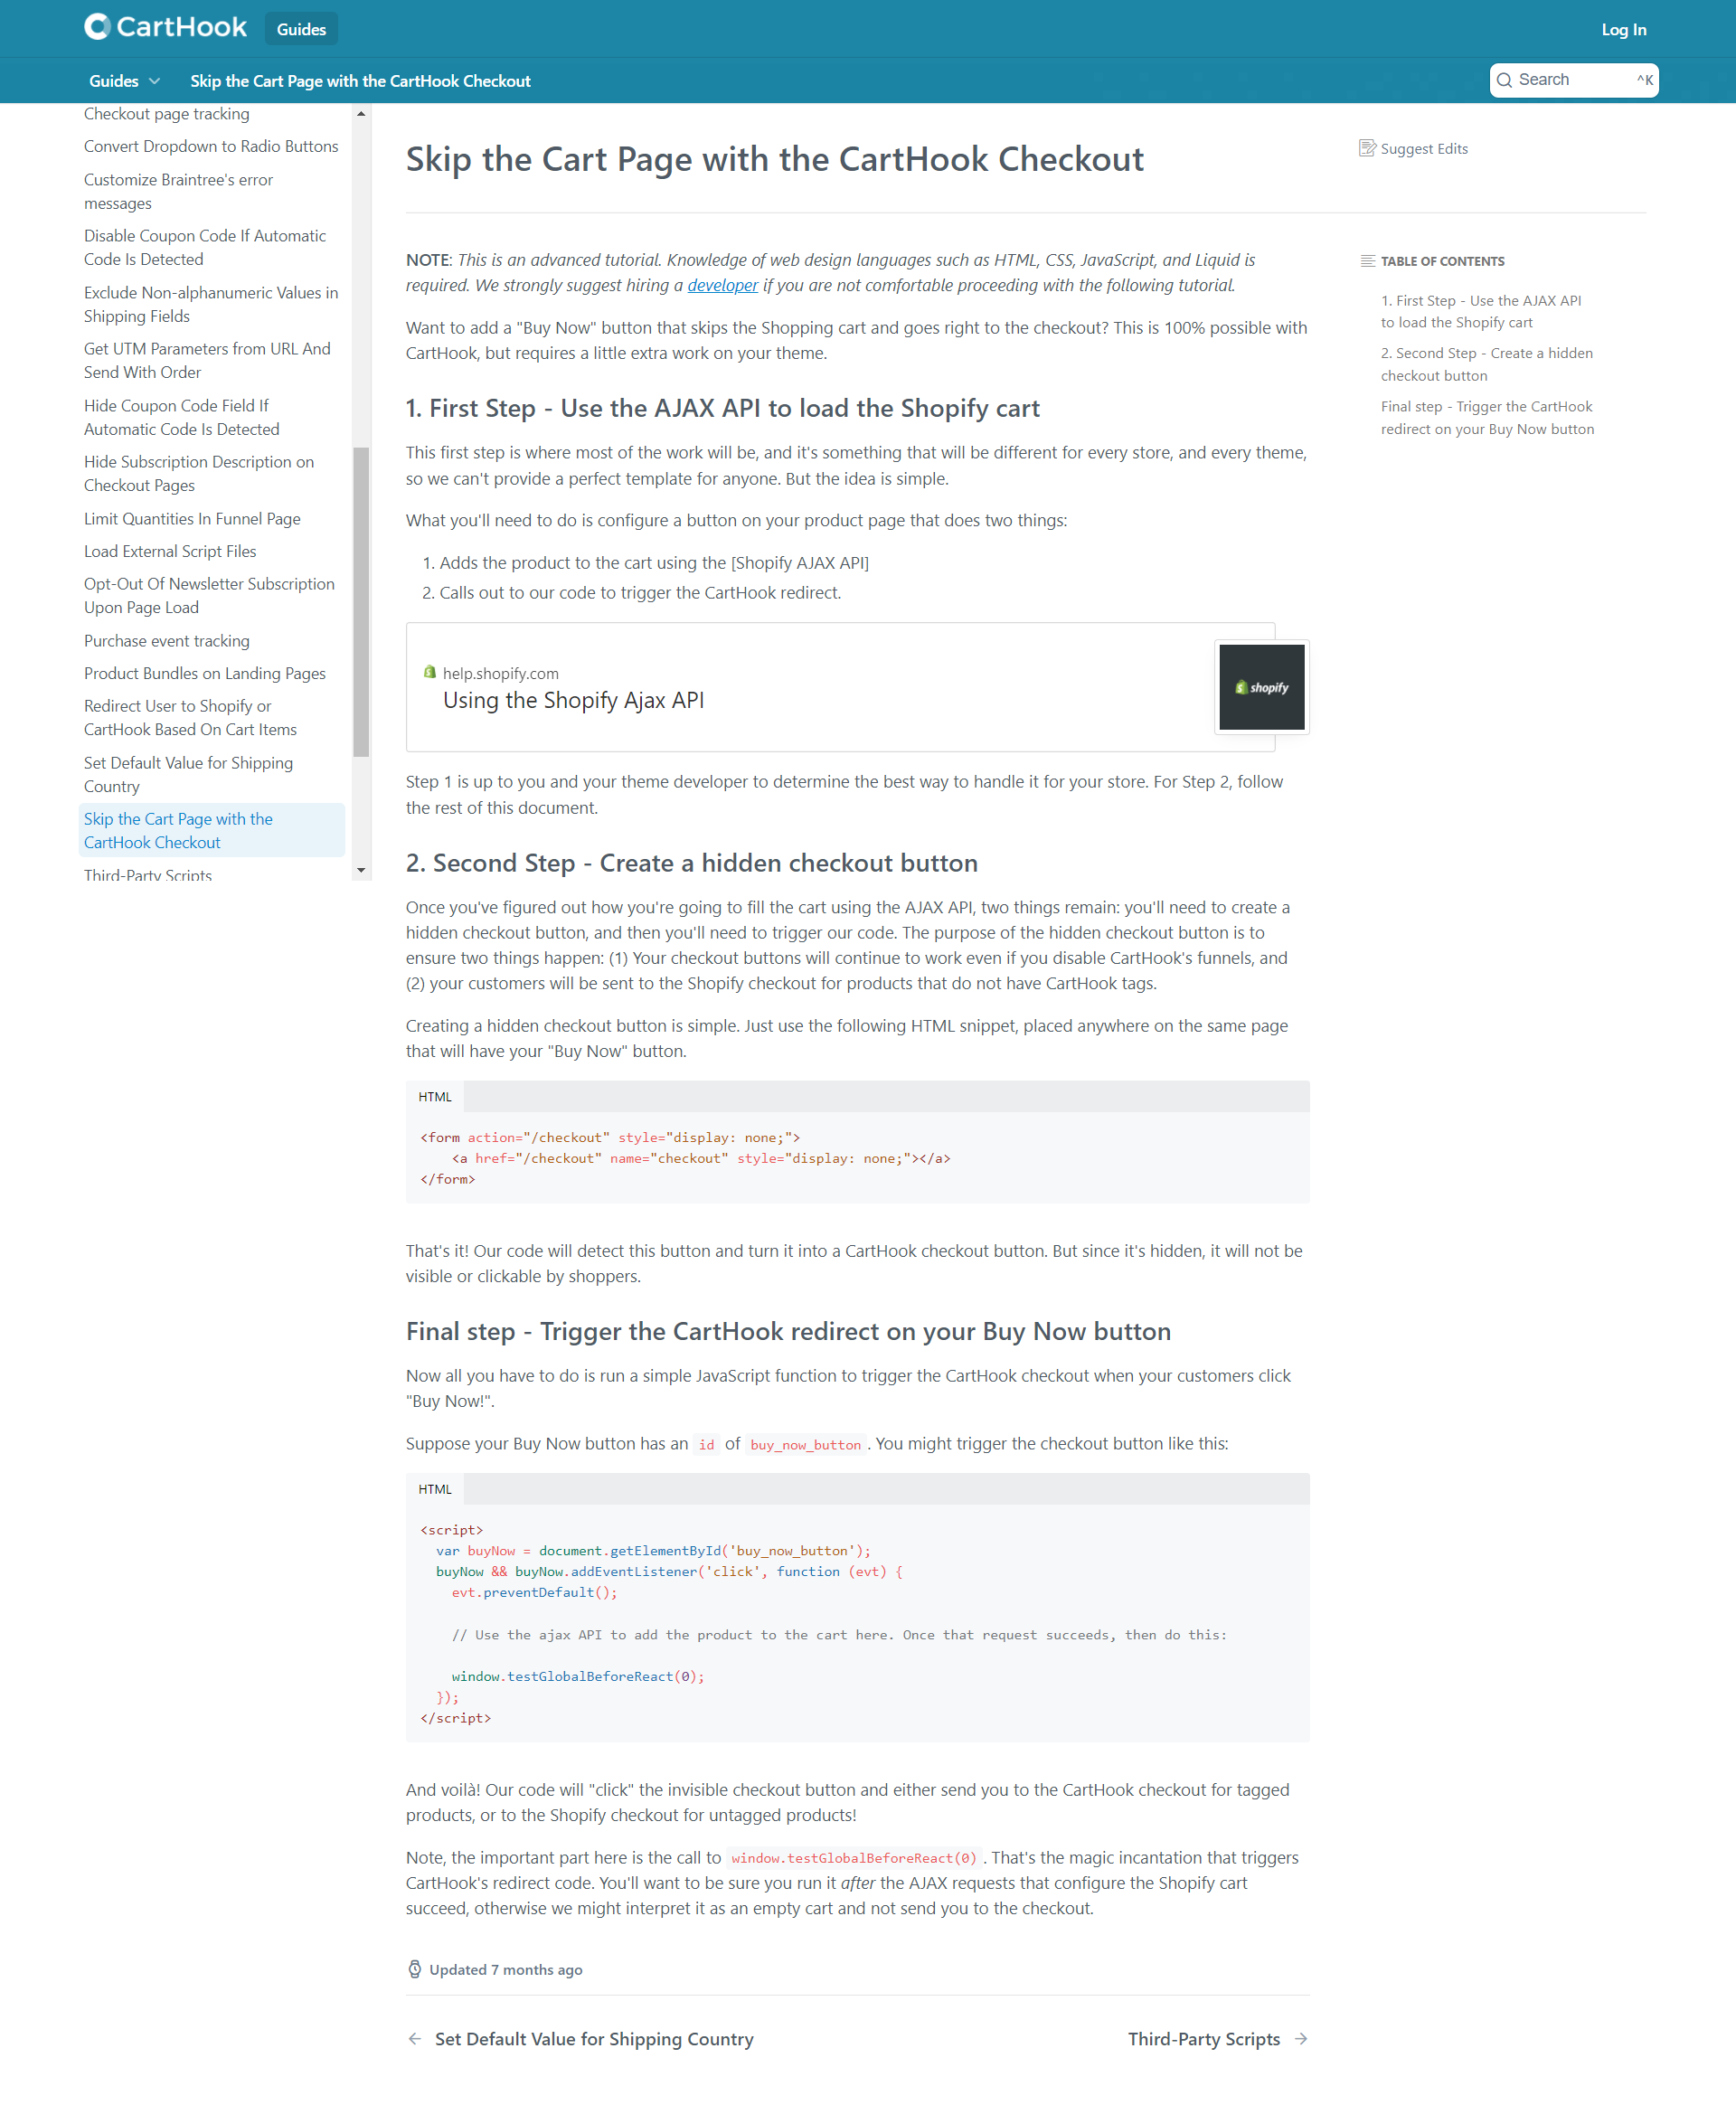 CartHook
Guides
Log In
Guides
Skip the Cart Page with the CartHook Checkout
Search
^K
Checkout page tracking
Convert Dropdown to Radio Buttons
Customize Braintree's error
messages
Disable Coupon Code If Automatic
Code Is Detected
Exclude Non-alphanumeric Values in
Shipping Fields
Get UTM Parameters from URL And
Send With Order
Hide Coupon Code Field If
Automatic Code Is Detected
Hide Subscription Description on
Checkout Pages
Limit Quantities In Funnel Page
Load External Script Files
Opt-Out Of Newsletter Subscription
Upon Page Load
Purchase event tracking
Product Bundles on Landing Pages
Redirect User to Shopify or
CartHook Based On Cart Items
Set Default Value for Shipping
Country
Skip the Cart Page with the
CartHook Checkout
Third-Party Scripts
Skip the Cart Page with the CartHook Checkout
NOTE: This is an advanced tutorial. Knowledge of web design languages such as HTML, CSS, JavaScript, and Liquid is
required. We strongly suggest hiring a developer if you are not comfortable proceeding with the following tutorial.
Want to add a "Buy Now" button that skips the Shopping cart and goes right to the checkout? This is 100% possible with
CartHook, but requires a little extra work on your theme.
1. First Step - Use the AJAX API to load the Shopify cart
This first step is where most of the work will be, and it's something that will be different for every store, and every theme,
so we can't provide a perfect template for anyone. But the idea is simple.
What you'll need to do is configure a button on your product page that does two things:
1. Adds the product to the cart using the [Shopify AJAX API]
2. Calls out to our code to trigger the CartHook redirect.
help.shopify.com
Using the Shopify Ajax API
shopify
Step 1 is up to you and your theme developer to determine the best way to handle it for your store. For Step 2, follow
the rest of this document.
2. Second Step - Create a hidden checkout button
Once you've figured out how you're going to fill the cart using the AJAX API, two things remain: you'll need to create a
hidden checkout button, and then you'll need to trigger our code. The purpose of the hidden checkout button is to
ensure two things happen: (1) Your checkout buttons will continue to work even if you disable CartHook's funnels, and
(2) your customers will be sent to the Shopify checkout for products that do not have CartHook tags.
Creating a hidden checkout button is simple. Just use the following HTML snippet, placed anywhere on the same page
that will have your "Buy Now" button.
HTML
<form action="/checkout" style="display: none;">
    <a href="/checkout" name="checkout" style="display: none;"></a>
</form>
That's it! Our code will detect this button and turn it into a CartHook checkout button. But since it's hidden, it will not be
visible or clickable by shoppers.
Final step - Trigger the CartHook redirect on your Buy Now button
Now all you have to do is run a simple JavaScript function to trigger the CartHook checkout when your customers click
"Buy Now!".
Suppose your Buy Now button has an id of buy_now_button. You might trigger the checkout button like this:
HTML
<script>
  var buyNow = document.getElementById('buy_now_button');
  buyNow && buyNow.addEventListener('click', function (evt) {
    evt.preventDefault();
    // Use the ajax API to add the product to the cart here. Once that request succeeds, then do this:
    window.testGlobalBeforeReact(0);
  });
</script>
And voilà! Our code will "click" the invisible checkout button and either send you to the CartHook checkout for tagged
products, or to the Shopify checkout for untagged products!
Note, the important part here is the call to window.testGlobalBeforeReact(0). That's the magic incantation that triggers
CartHook's redirect code. You'll want to be sure you run it after the AJAX requests that configure the Shopify cart
succeed, otherwise we might interpret it as an empty cart and not send you to the checkout.
Updated 7 months ago
Set Default Value for Shipping Country
Third-Party Scripts
Suggest Edits
TABLE OF CONTENTS
1. First Step - Use the AJAX API
to load the Shopify cart
2. Second Step - Create a hidden
checkout button
Final step - Trigger the CartHook
redirect on your Buy Now button